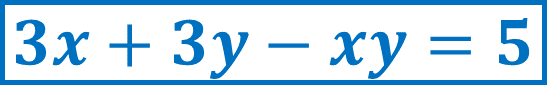 3x + 3y − xy = 5